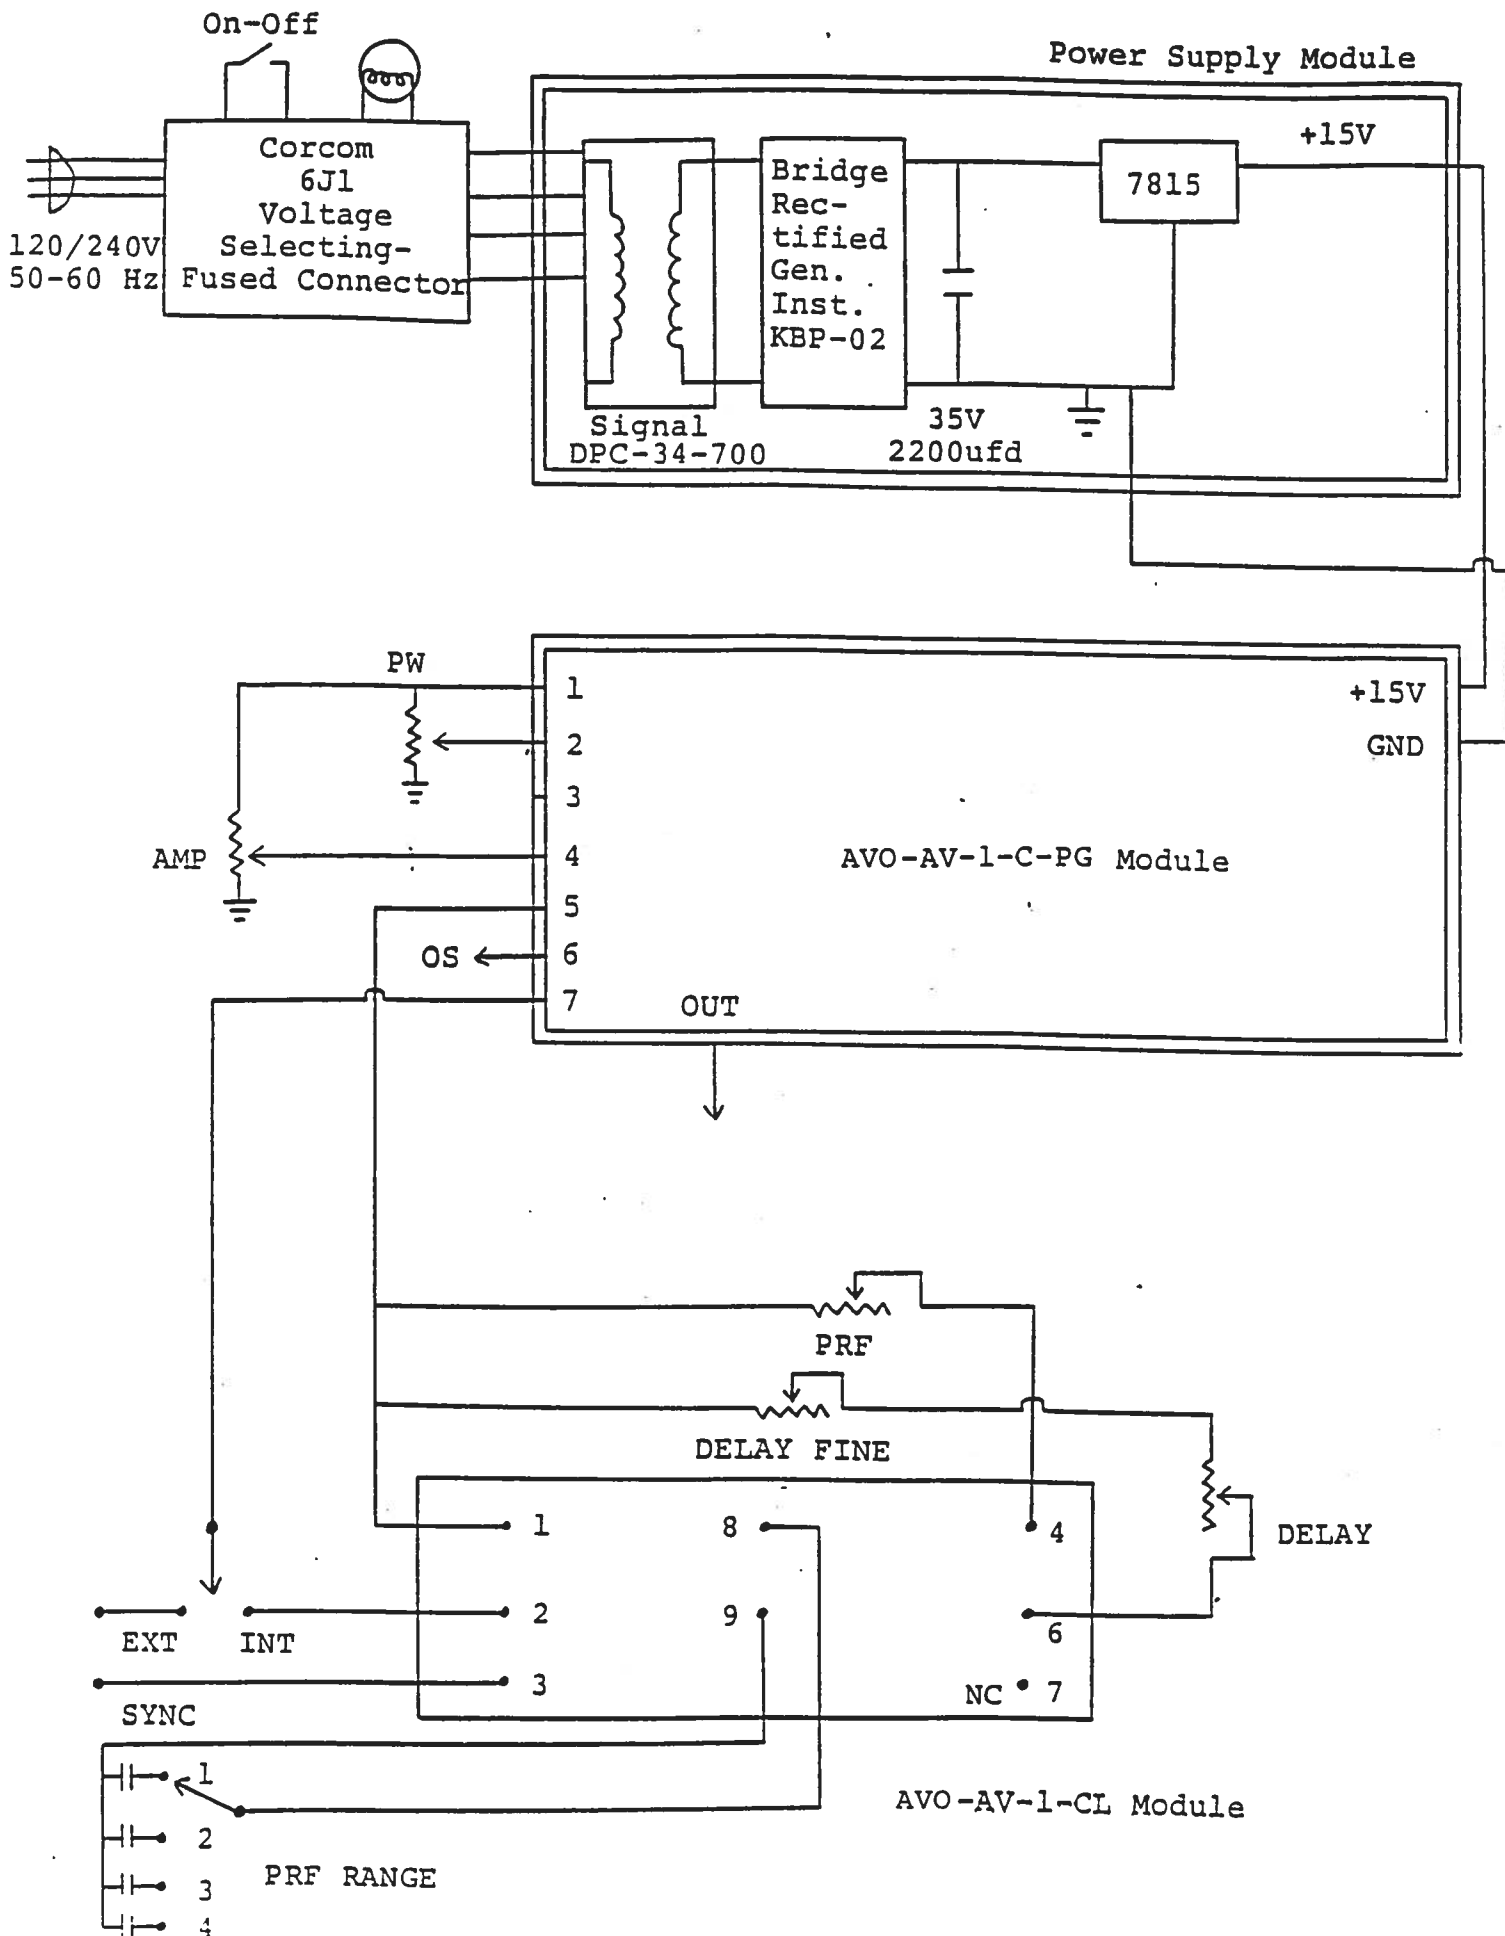 On-Off
Power Supply Module
Corcom
6J1
Voltage
Selecting-
Fused Connector
120/240V
50-60 Hz
Bridge
Rec-
tified
Gen.
Inst.
KBP-02
7815
+15V
Signal
DPC-34-700
35V
2200ufd
PW
1
2
3
4
5
6
7
AMP
OS
OUT
+15V
GND
AVO-AV-1-C-PG Module
PRF
DELAY FINE
DELAY
1
8
4
2
9
6
3
NC
7
EXT
INT
SYNC
1
2
3
4
PRF RANGE
AVO-AV-1-CL Module